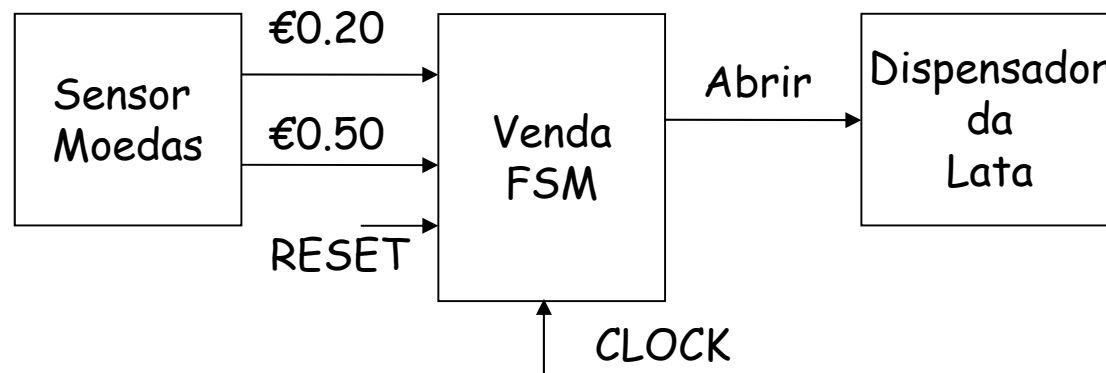 €0.20
Sensor
Moedas
€0.50
RESET
Venda
FSM
CLOCK
Abrir
Dispensador
da
Lata